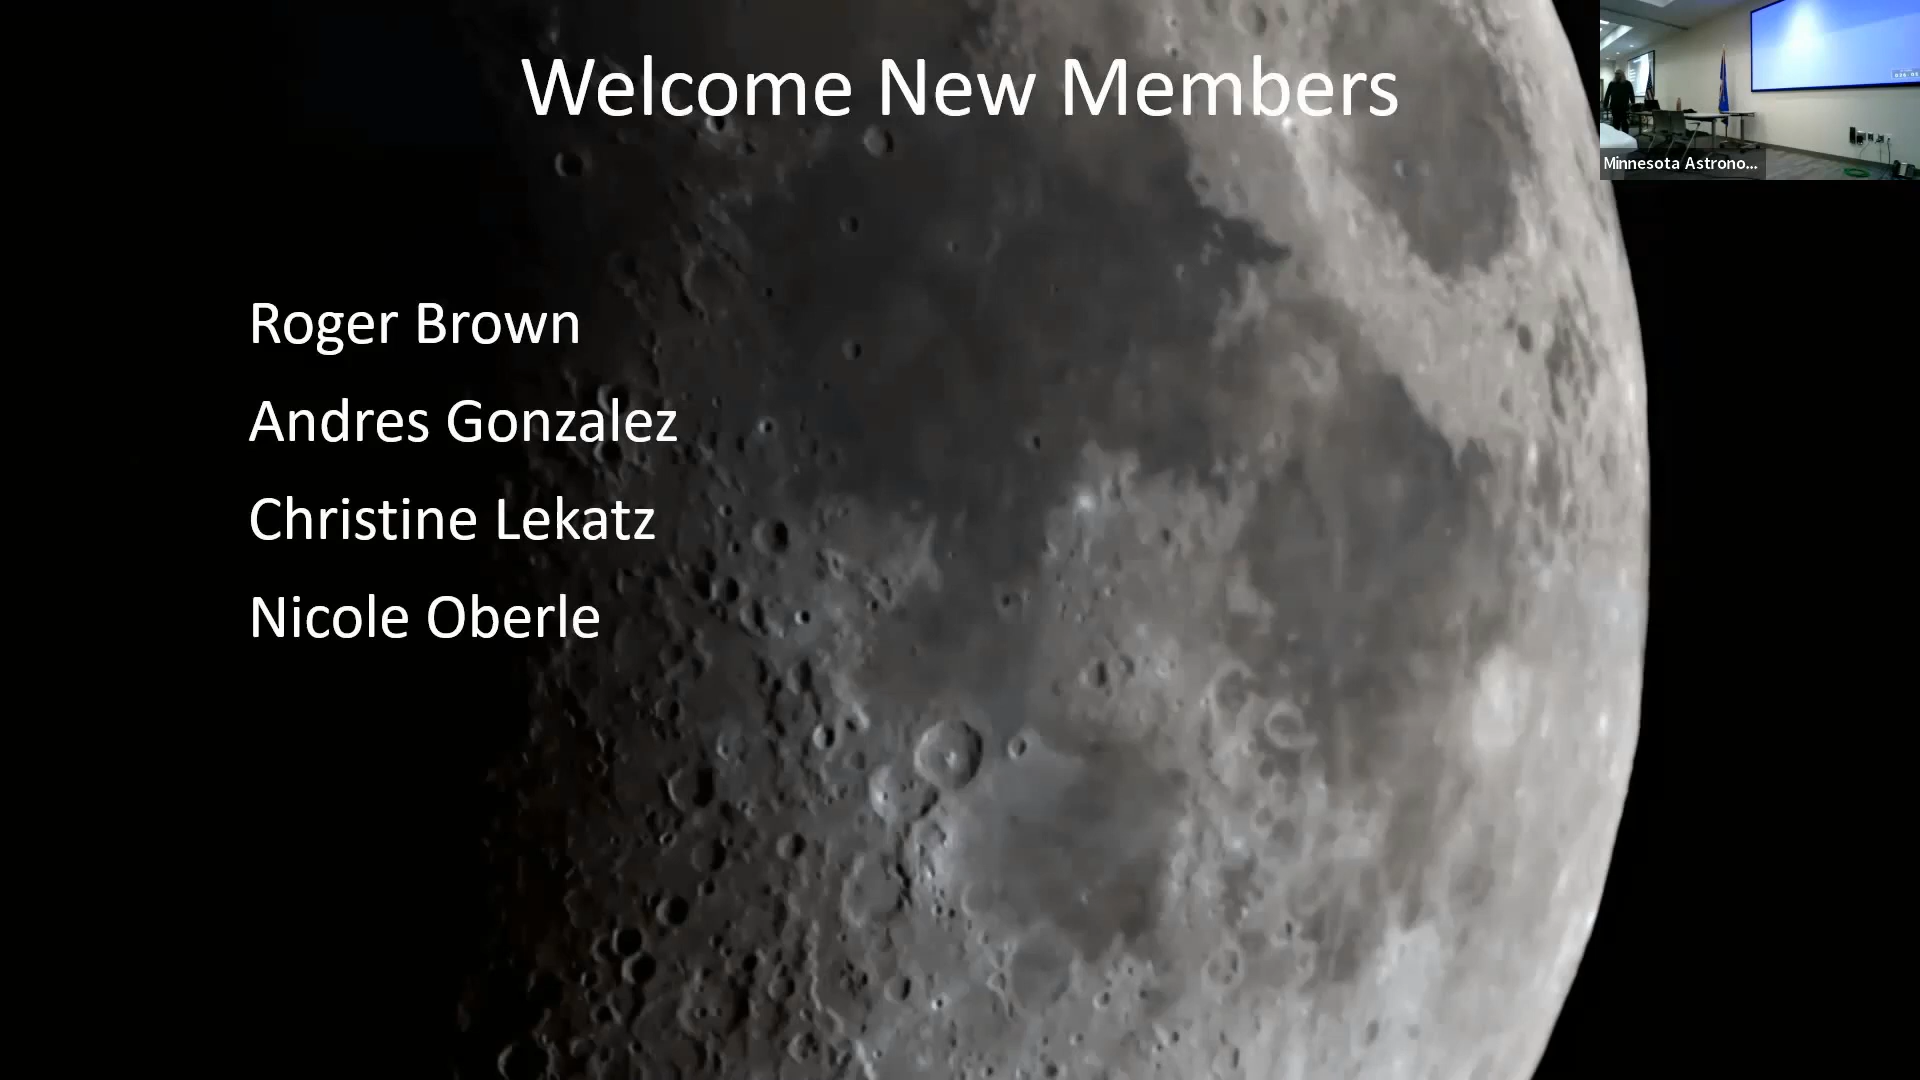 Welcome New Members
Minnesota Astrono...
Roger Brown
Andres Gonzalez
Christine Lekatz
Nicole Oberle